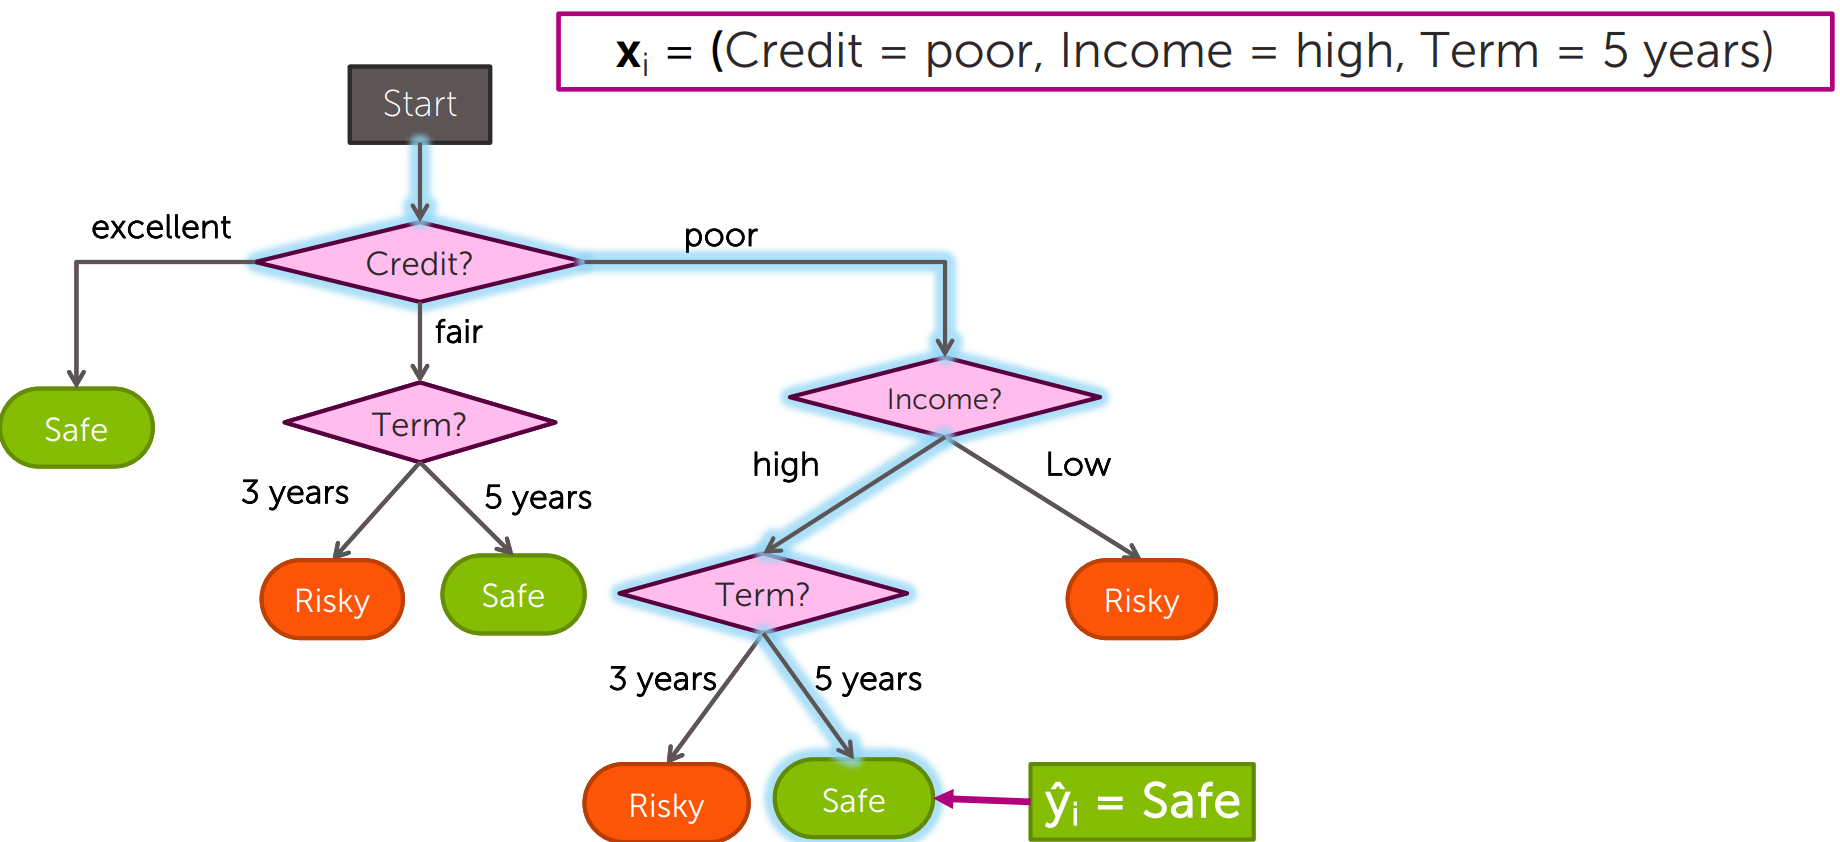 xᵢ = (Credit = poor, Income = high, Term = 5 years)
Start
excellent
poor
Credit?
fair
Safe
Term?
Income?
3 years
5 years
high
Low
Risky
Safe
Term?
Risky
3 years
5 years
Risky
Safe
ŷᵢ = Safe